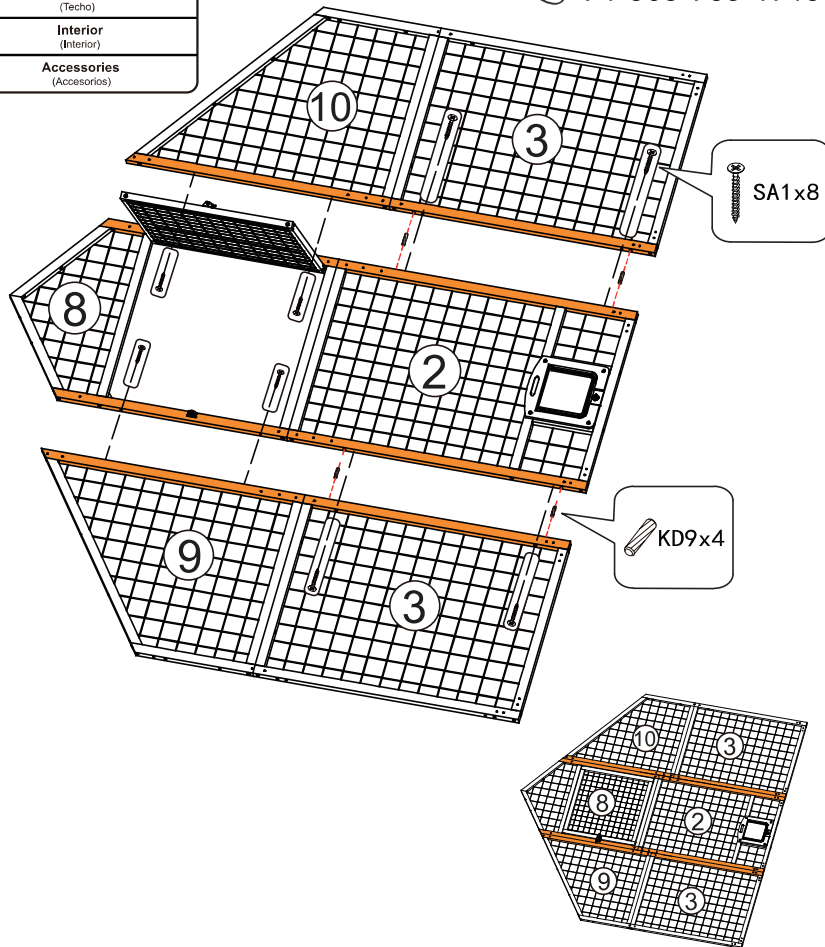 (Techo)
Interior
(Interior)
Accessories
(Accesorios)
10
3
SA1x8
8
2
KD9x4
9
3
10
3
8
2
9
3